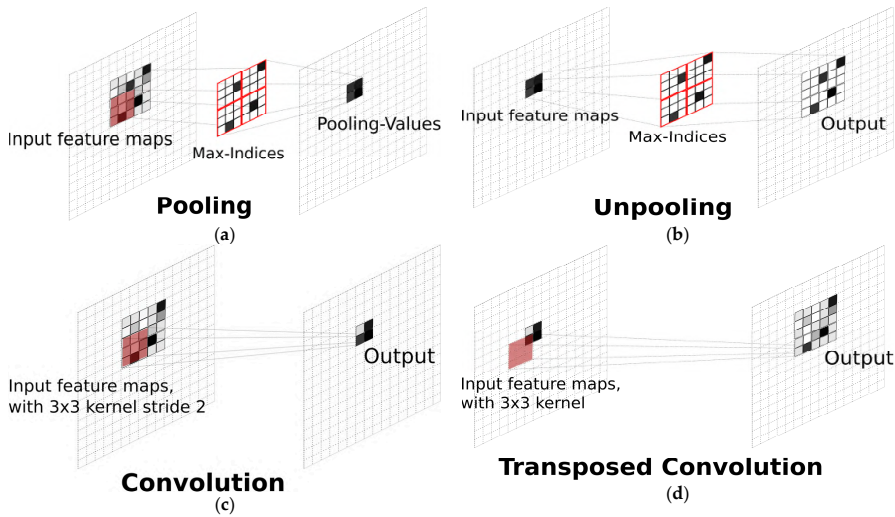 Input feature maps
Max-Indices
Pooling-Values
Pooling
(a)
Input feature maps
Max-Indices
Output
Unpooling
(b)
Input feature maps,
with 3x3 kernel stride 2
Output
Convolution
(c)
Input feature maps,
with 3x3 kernel
Output
Transposed Convolution
(d)